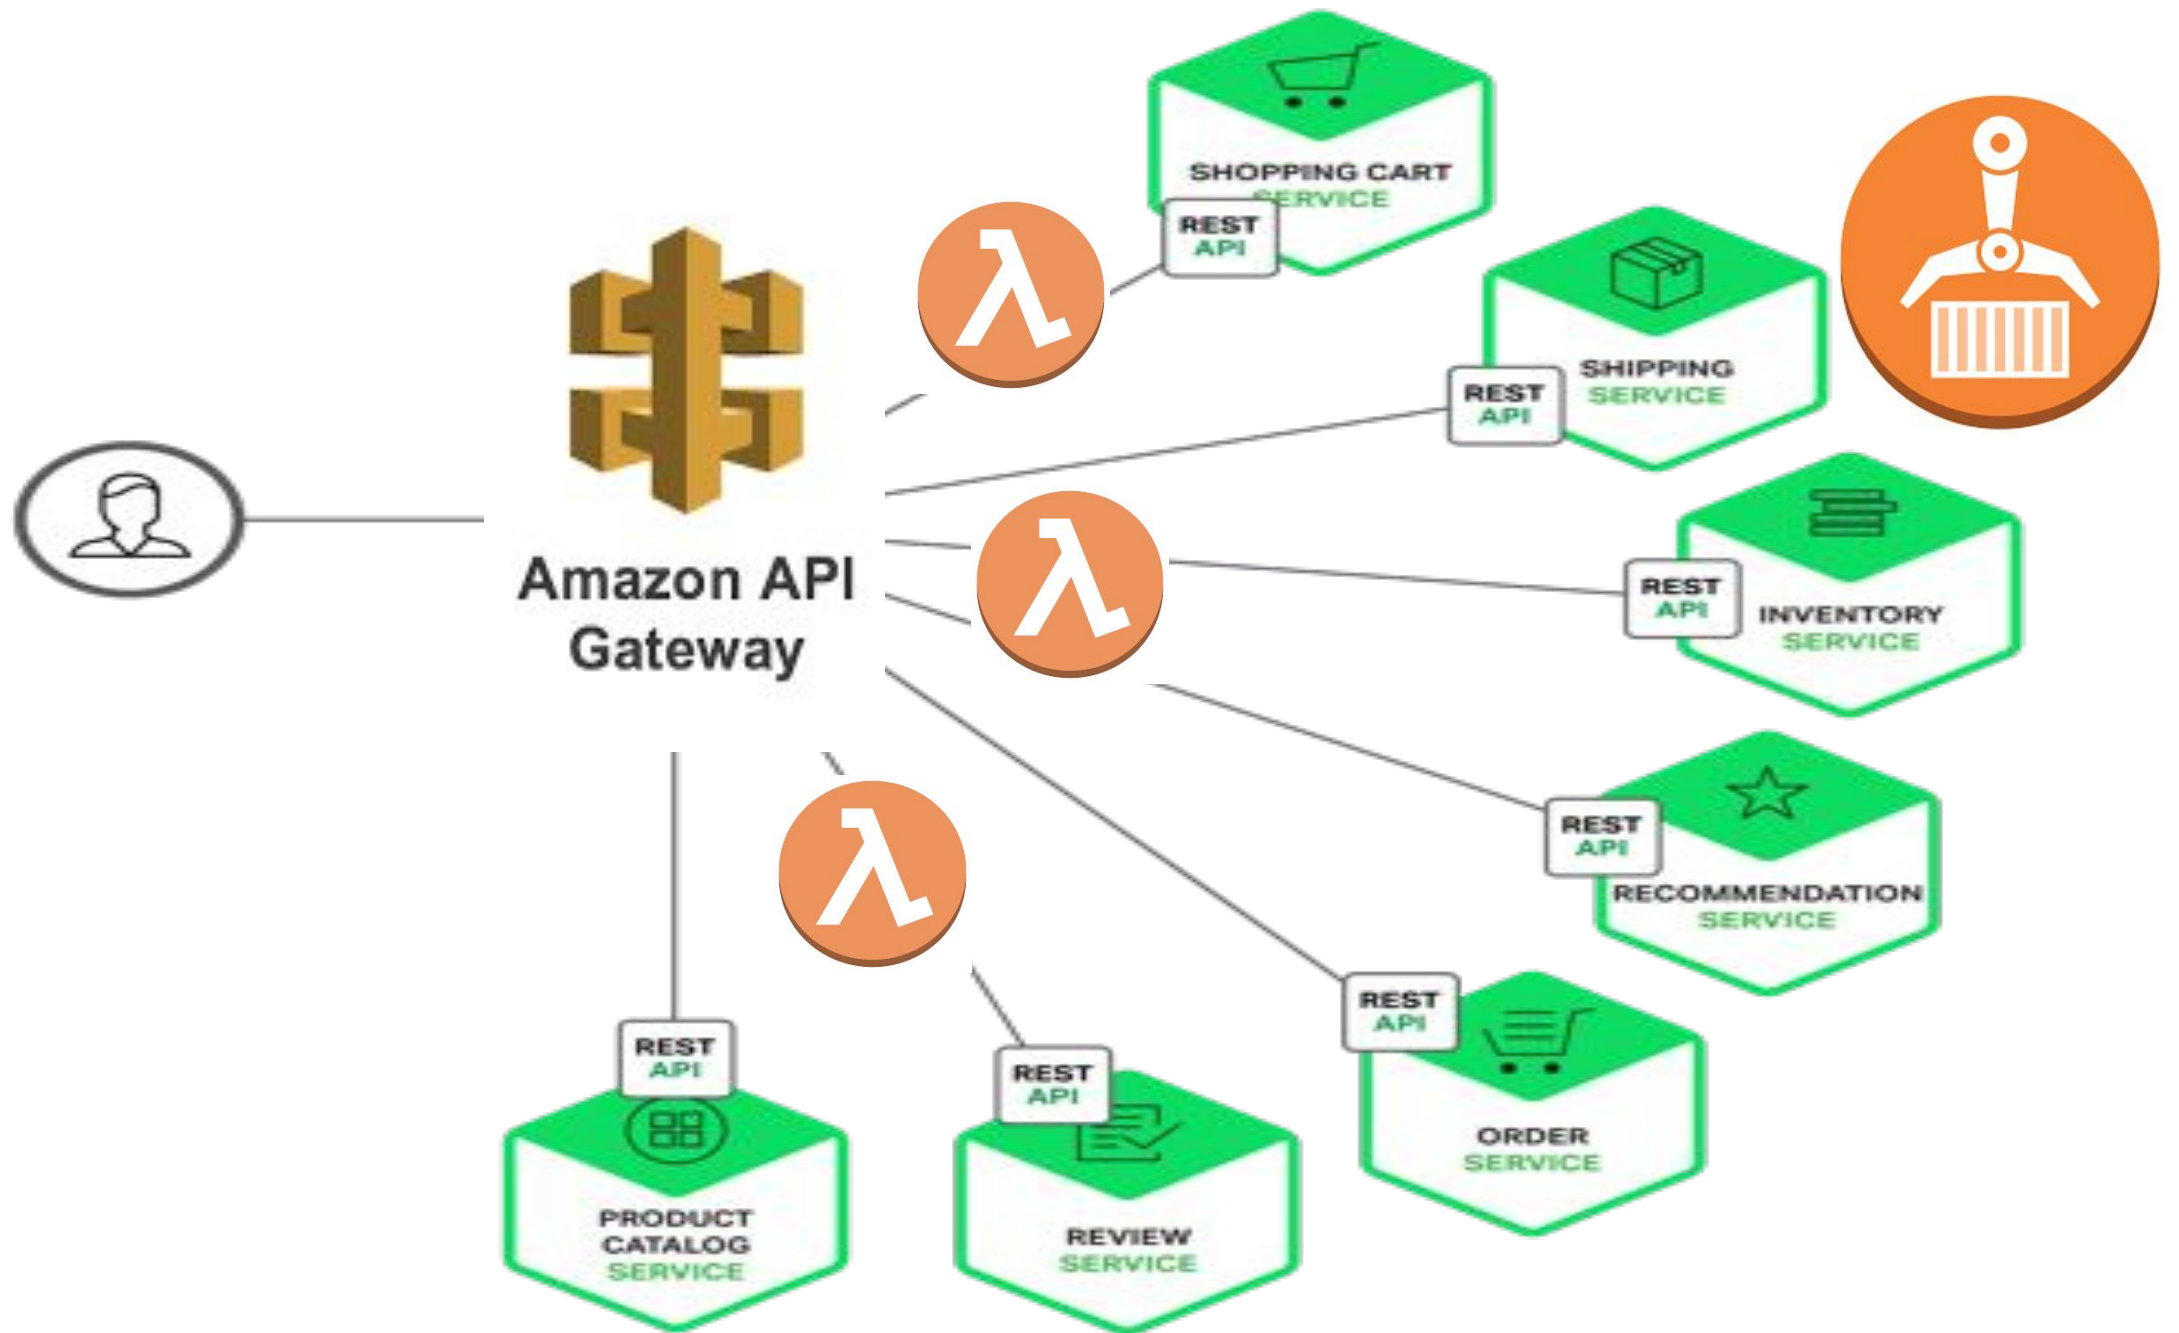 SHOPPING CART
SERVICE
REST
API
SHIPPING
SERVICE
REST
API
Amazon API
Gateway
REST
API
INVENTORY
SERVICE
REST
API
RECOMMENDATION
SERVICE
REST
API
ORDER
SERVICE
REST
API
REVIEW
SERVICE
REST
API
PRODUCT
CATALOG
SERVICE